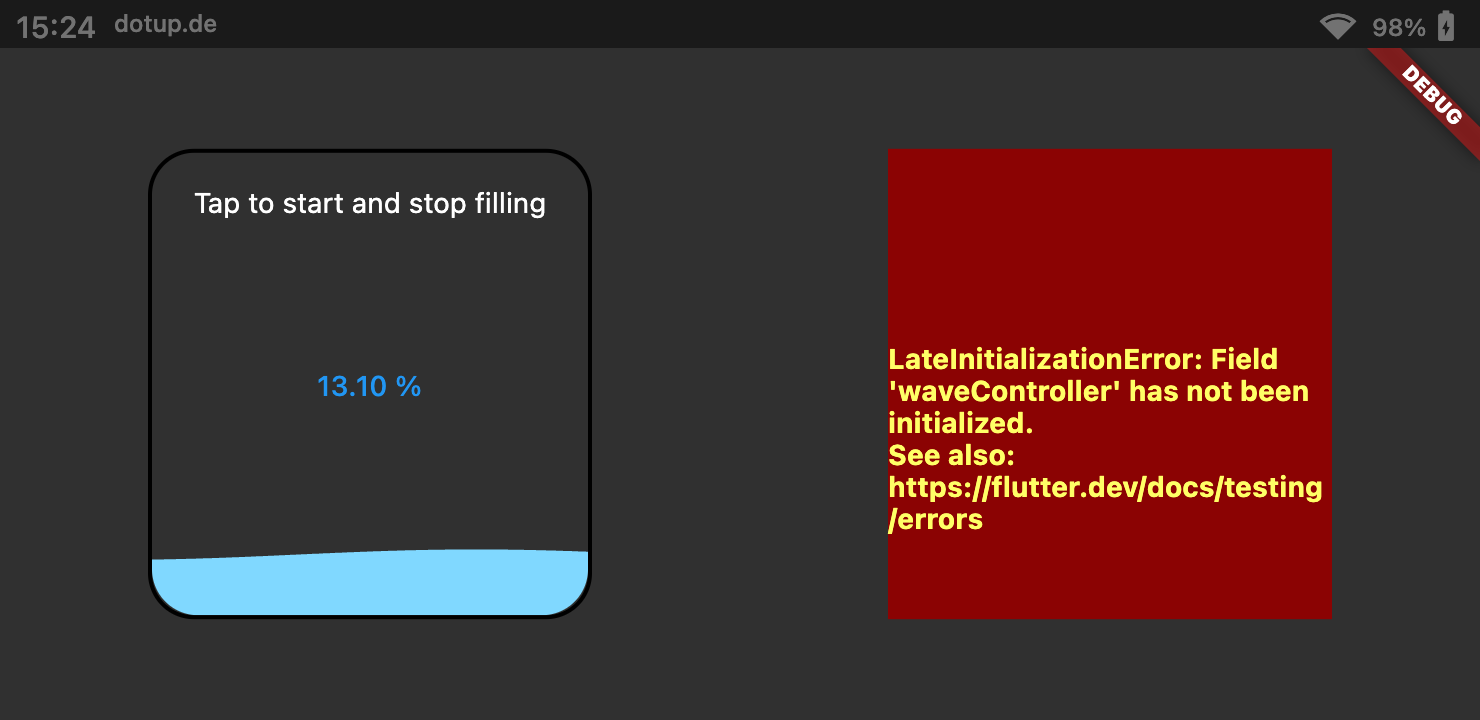 15:24 dotup.de 98%
DEBUG
Tap to start and stop filling
13.10 %
LateInitializationError: Field
'waveController' has not been
initialized.
See also:
https://flutter.dev/docs/testing
/errors